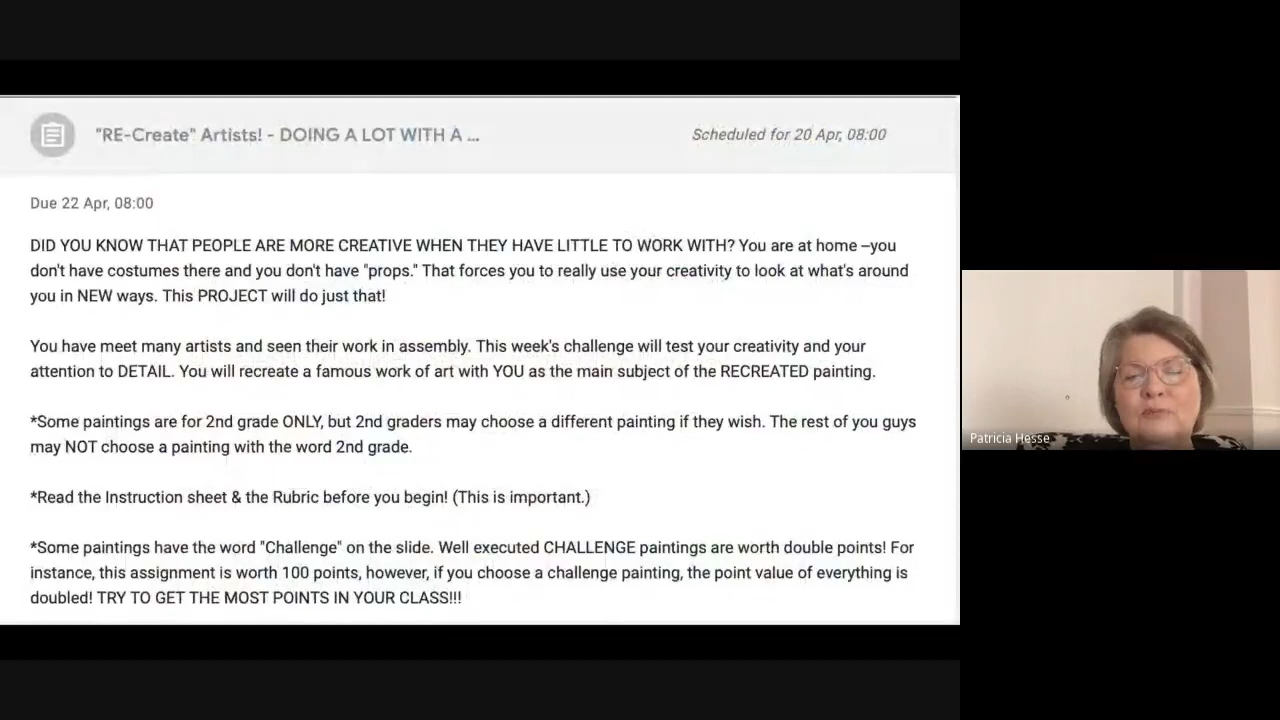 "RE-Create" Artists! - DOING A LOT WITH A ...
Scheduled for 20 Apr, 08:00
Due 22 Apr, 08:00
DID YOU KNOW THAT PEOPLE ARE MORE CREATIVE WHEN THEY HAVE LITTLE TO WORK WITH? You are at home –you
don't have costumes there and you don't have "props." That forces you to really use your creativity to look at what's around
you in NEW ways. This PROJECT will do just that!
You have meet many artists and seen their work in assembly. This week's challenge will test your creativity and your
attention to DETAIL. You will recreate a famous work of art with YOU as the main subject of the RECREATED painting.
*Some paintings are for 2nd grade ONLY, but 2nd graders may choose a different painting if they wish. The rest of you guys
may NOT choose a painting with the word 2nd grade.
*Read the Instruction sheet & the Rubric before you begin! (This is important.)
*Some paintings have the word "Challenge" on the slide. Well executed CHALLENGE paintings are worth double points! For
instance, this assignment is worth 100 points, however, if you choose a challenge painting, the point value of everything is
doubled! TRY TO GET THE MOST POINTS IN YOUR CLASS!!!
Patricia Hesse